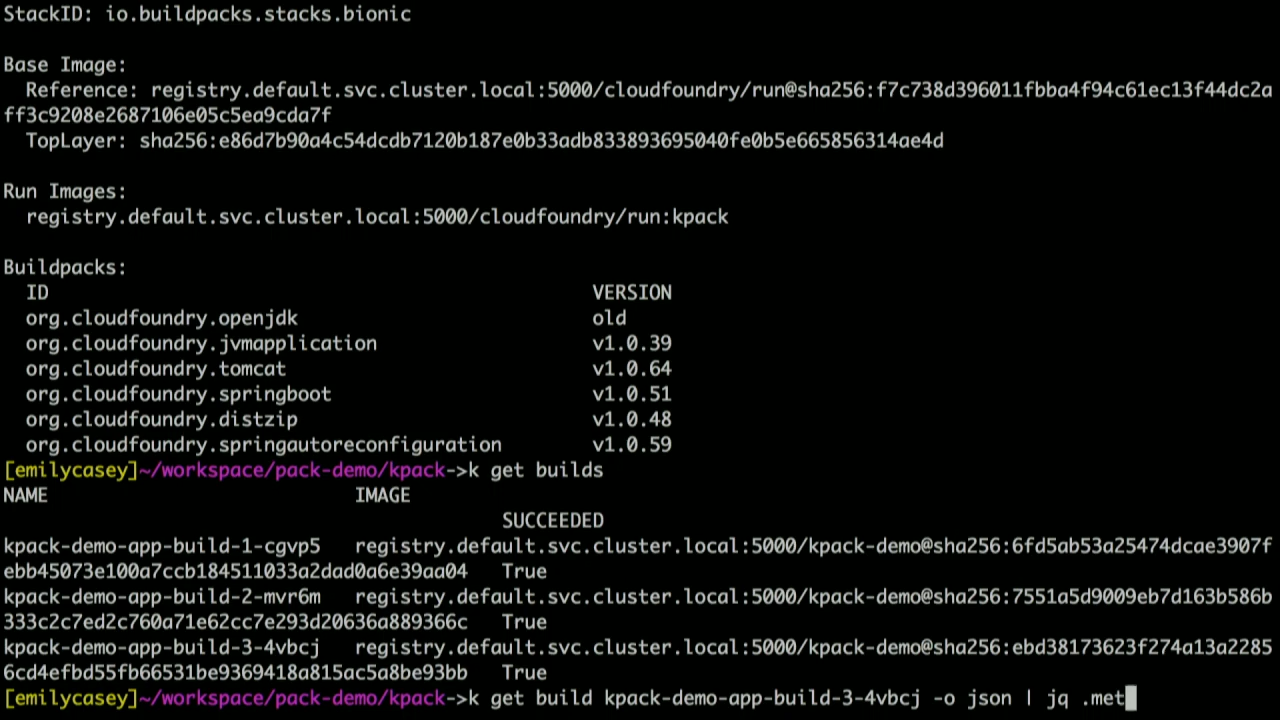 StackID: io.buildpacks.stacks.bionic
Base Image:
Reference: registry.default.svc.cluster.local:5000/cloudfoundry/run@sha256:f7c738d396011fbba4f94c61ec13f44dc2a
ff3c9208e2687106e05c5ea9cda7f
TopLayer: sha256:e86d7b90a4c54dcdb7120b187e0b33adb833893695040fe0b5e665856314ae4d
Run Images:
registry.default.svc.cluster.local:5000/cloudfoundry/run:kpack
Buildpacks:
ID VERSION
org.cloudfoundry.openjdk old
org.cloudfoundry.jvmapplication v1.0.39
org.cloudfoundry.tomcat v1.0.64
org.cloudfoundry.springboot v1.0.51
org.cloudfoundry.distzip v1.0.48
org.cloudfoundry.springautoreconfiguration v1.0.59
[emilycasey]~/workspace/pack-demo/kpack->k get builds
NAME IMAGE
SUCCEEDED
kpack-demo-app-build-1-cgvp5 registry.default.svc.cluster.local:5000/kpack-demo@sha256:6fd5ab53a25474dcae3907f
ebb45073e100a7ccb184511033a2dad0a6e39aa04 True
kpack-demo-app-build-2-mvr6m registry.default.svc.cluster.local:5000/kpack-demo@sha256:7551a5d9009eb7d163b586b
333c2c7ed2c760a71e62cc7e293d20636a889366c True
kpack-demo-app-build-3-4vbcj registry.default.svc.cluster.local:5000/kpack-demo@sha256:ebd38173623f274a13a2285
6cd4efbd55fb66531be9369418a815ac5a8be93bb True
[emilycasey]~/workspace/pack-demo/kpack->k get build kpack-demo-app-build-3-4vbcj -o json | jq .met